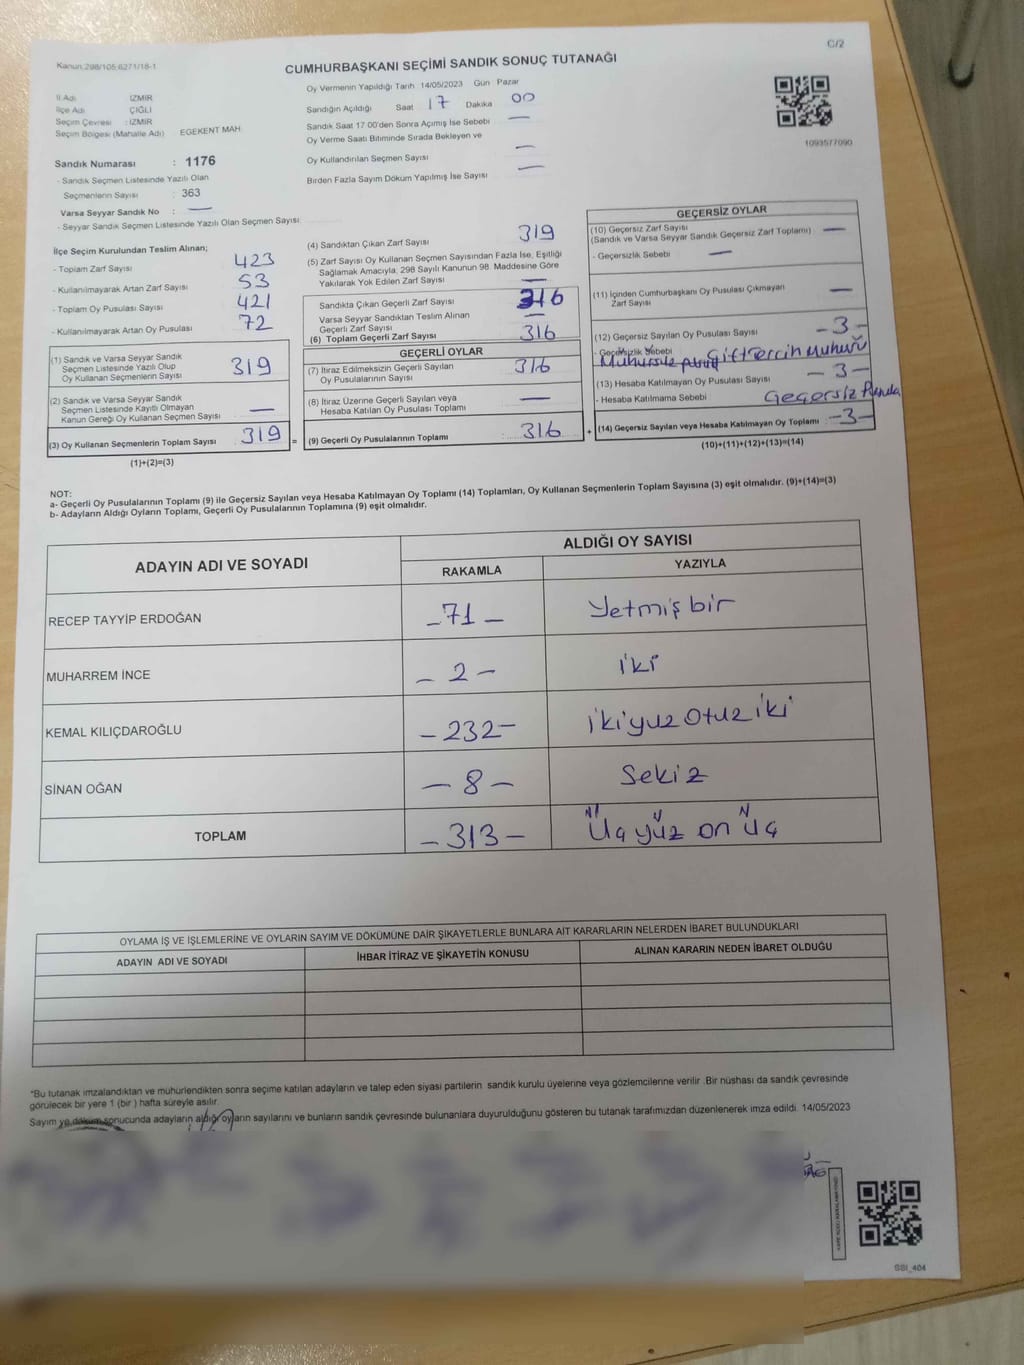 C/2
Kanun 298/105,6271/18-1
CUMHURBAŞKANI SEÇİMİ SANDIK SONUÇ TUTANAĞI
İl Adı : İZMİR
İlçe Adı : ÇİĞLİ
Seçim Çevresi : İZMİR
Seçim Bölgesi (Mahalle Adı) EGEKENT MAH.
Sandık Numarası : 1176
- Sandık Seçmen Listesinde Yazılı Olan
Seçmenlerin Sayısı : 363
Varsa Seyyar Sandık No : —
- Seyyar Sandık Seçmen Listesinde Yazılı Olan Seçmen Sayısı
Oy Vermenin Yapıldığı Tarih 14/05/2023 Gün Pazar
Sandığın Açıldığı Saat 17 Dakika 00
Sandık Saat 17.00'den Sonra Açmış İse Sebebi —
Oy Verme Saati Bitiminde Sırada Bekleyen ve
Oy Kullandırılan Seçmen Sayısı —
Birden Fazla Sayım Döküm Yapılmış İse Sayısı —
1093577090
İlçe Seçim Kurulundan Teslim Alınan;
- Toplam Zarf Sayısı 423
- Kullanılmayarak Artan Zarf Sayısı 53
- Toplam Oy Pusulası Sayısı 421
- Kullanılmayarak Artan Oy Pusulası 72
(1) Sandık ve Varsa Seyyar Sandık
Seçmen Listesinde Yazılı Olup
Oy Kullanan Seçmenlerin Sayısı 319
(2) Sandık ve Varsa Seyyar Sandık
Seçmen Listesinde Kayıtlı Olmayan
Kanun Gereği Oy Kullanan Seçmen Sayısı —
(3) Oy Kullanan Seçmenlerin Toplam Sayısı 319 =
(1)+(2)=(3)
(4) Sandıktan Çıkan Zarf Sayısı 319
(5) Zarf Sayısı Oy Kullanan Seçmen Sayısından Fazla İse, Eşitliği
Sağlamak Amacıyla, 298 Sayılı Kanunun 98. Maddesine Göre
Yakılarak Yok Edilen Zarf Sayısı —
Sandıkta Çıkan Geçerli Zarf Sayısı 316
Varsa Seyyar Sandıktan Teslim Alınan
Geçerli Zarf Sayısı —
(6) Toplam Geçerli Zarf Sayısı 316
GEÇERLİ OYLAR
(7) İtiraz Edilmeksizin Geçerli Sayılan
Oy Pusulalarının Sayısı 316
(8) İtiraz Üzerine Geçerli Sayılan veya
Hesaba Katılan Oy Pusulası Toplamı —
(9) Geçerli Oy Pusulalarının Toplamı : 316 +
GEÇERSİZ OYLAR
(10) Geçersiz Zarf Sayısı
(Sandık ve Varsa Seyyar Sandık Geçersiz Zarf Toplamı) —
- Geçersizlik Sebebi —
(11) İçinden Cumhurbaşkanı Oy Pusulası Çıkmayan
Zarf Sayısı —
(12) Geçersiz Sayılan Oy Pusulası Sayısı -3-
- Geçersizlik Sebebi Çift Tercih Mühürü
(13) Hesaba Katılmayan Oy Pusulası Sayısı -3-
- Hesaba Katılmama Sebebi Geçersiz
(14) Geçersiz Sayılan veya Hesaba Katılmayan Oy Toplamı : -3-
(10)+(11)+(12)+(13)=(14)
NOT:
a- Geçerli Oy Pusulalarının Toplamı (9) ile Geçersiz Sayılan veya Hesaba Katılmayan Oy Toplamı (14) Toplamları, Oy Kullanan Seçmenlerin Toplam Sayısına (3) eşit olmalıdır. (9)+(14)=(3)
b- Adayların Aldığı Oyların Toplamı, Geçerli Oy Pusulalarının Toplamına (9) eşit olmalıdır.
ADAYIN ADI VE SOYADI ALDIĞI OY SAYISI
RAKAMLA YAZIYLA
RECEP TAYYİP ERDOĞAN -71- Yetmiş bir
MUHARREM İNCE -2- iki
KEMAL KILIÇDAROĞLU -232- ikiyuz otuz iki
SİNAN OĞAN -8- Sekiz
TOPLAM -313- Üçyüz on üç
OYLAMA İŞ VE İŞLEMLERİNE VE OYLARIN SAYIM VE DÖKÜMÜNE DAİR ŞİKAYETLERLE BUNLARA AİT KARARLARIN NELERDEN İBARET BULUNDUKLARI
ADAYIN ADI VE SOYADI İHBAR İTİRAZ VE ŞİKAYETİN KONUSU ALINAN KARARIN NEDEN İBARET OLDUĞU
*Bu tutanak imzalandıktan ve mühürlendikten sonra seçime katılan adayların ve talep eden siyasi partilerin sandık kurulu üyelerine veya gözlemcilerine verilir .Bir nüshası da sandık çevresinde
görülecek bir yere 1 (bir ) hafta süreyle asılır.
Sayım ve döküm sonucunda adayların aldığı oyların sayılarını ve bunların sandık çevresinde bulunanlara duyurulduğunu gösteren bu tutanak tarafımızdan düzenlenerek imza edildi. 14/05/2023
SSI_404